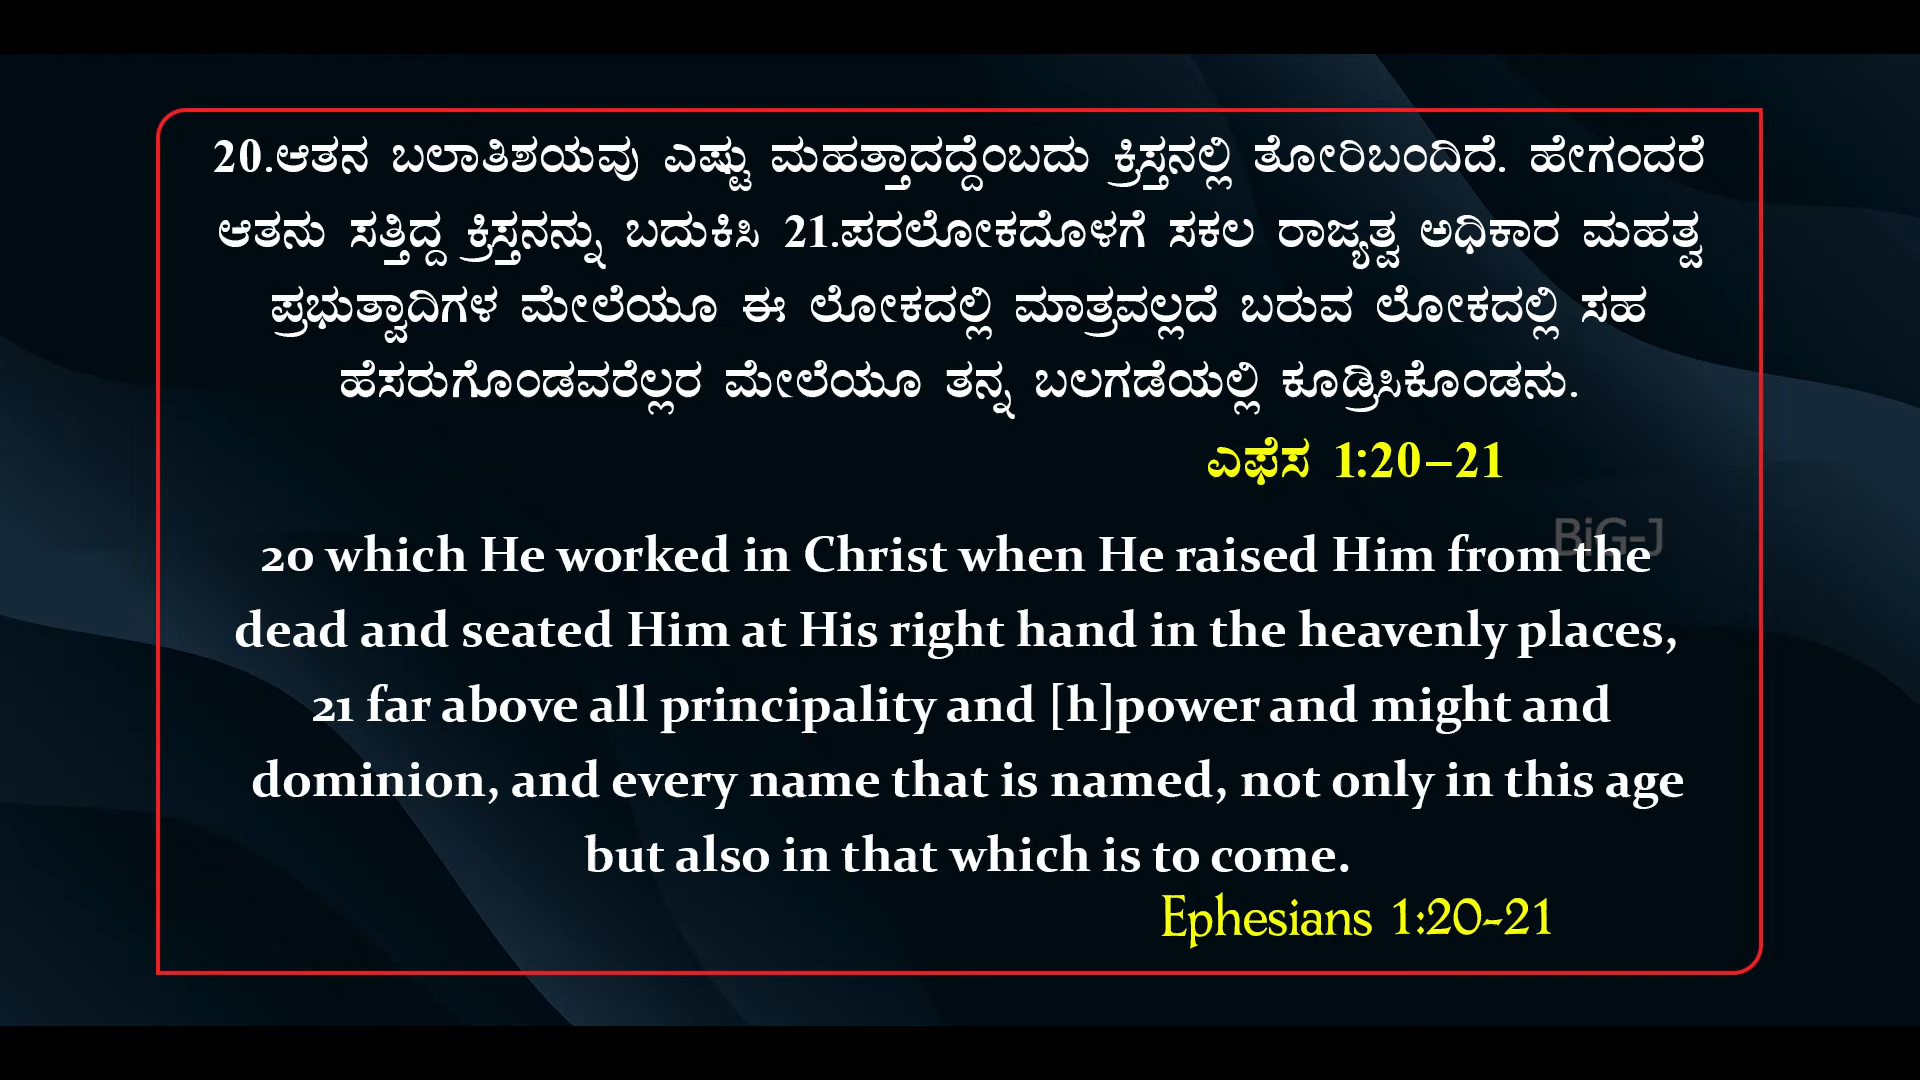 20.ಆತನ ಬಲಾತಿಶಯವು ಎಷ್ಟು ಮಹತ್ತಾದದ್ದೆಂಬದು ಕ್ರಿಸ್ತನಲ್ಲಿ ತೋರಿಬಂದಿದೆ. ಹೇಗಂದರೆ
ಆತನು ಸತ್ತಿದ್ದ ಕ್ರಿಸ್ತನನ್ನು ಬದುಕಿಸಿ 21.ಪರಲೋಕದೊಳಗೆ ಸಕಲ ರಾಜ್ಯತ್ವ ಅಧಿಕಾರ ಮಹತ್ವ
ಪ್ರಭುತ್ವಾದಿಗಳ ಮೇಲೆಯೂ ಈ ಲೋಕದಲ್ಲಿ ಮಾತ್ರವಲ್ಲದೆ ಬರುವ ಲೋಕದಲ್ಲಿ ಸಹ
ಹೆಸರುಗೊಂಡವರೆಲ್ಲರ ಮೇಲೆಯೂ ತನ್ನ ಬಲಗಡೆಯಲ್ಲಿ ಕೂಡ್ರಿಸಿಕೊಂಡನು.
ಎಫೆಸ 1:20-21
BiG-J
20 which He worked in Christ when He raised Him from the
dead and seated Him at His right hand in the heavenly places,
21 far above all principality and [h]power and might and
dominion, and every name that is named, not only in this age
but also in that which is to come.
Ephesians 1:20-21